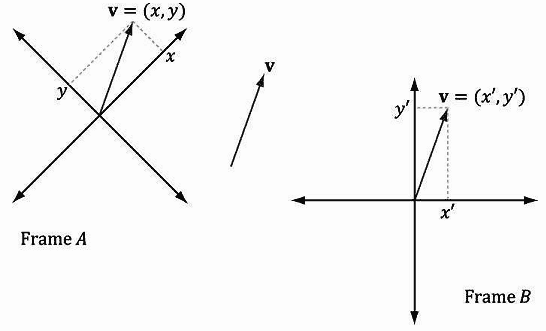 v = (x, y)
x
y
Frame A
v
v = (x′, y′)
y′
x′
Frame B